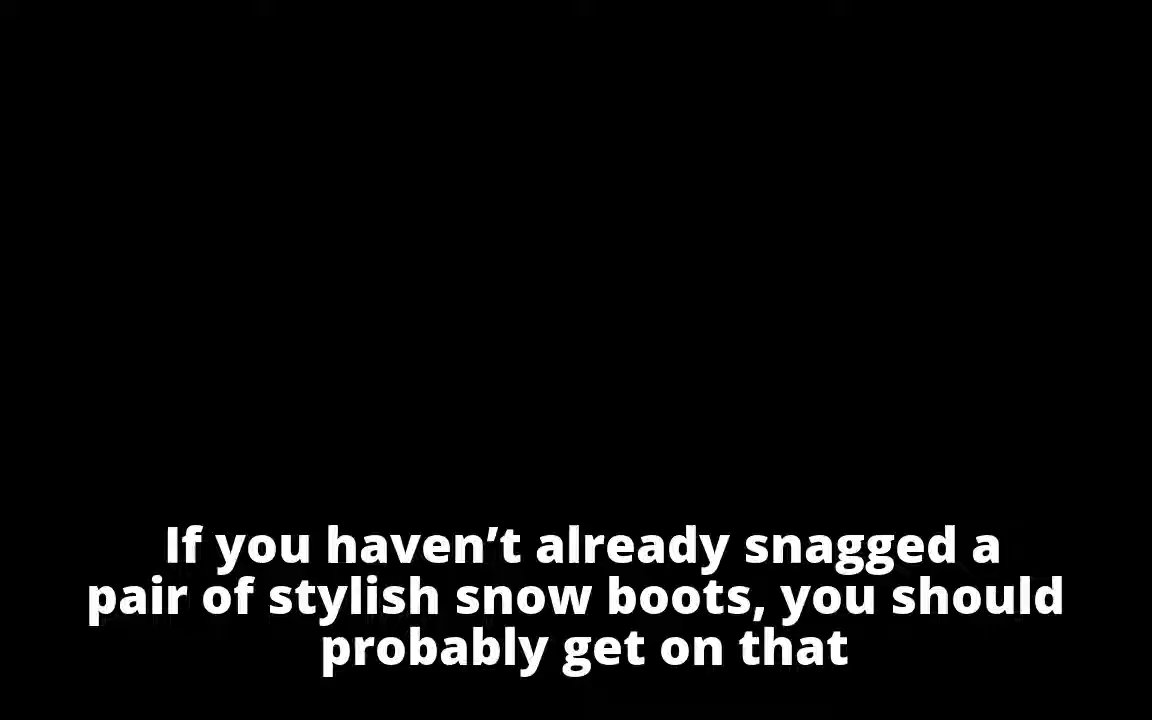 If you haven’t already snagged a
pair of stylish snow boots, you should
probably get on that